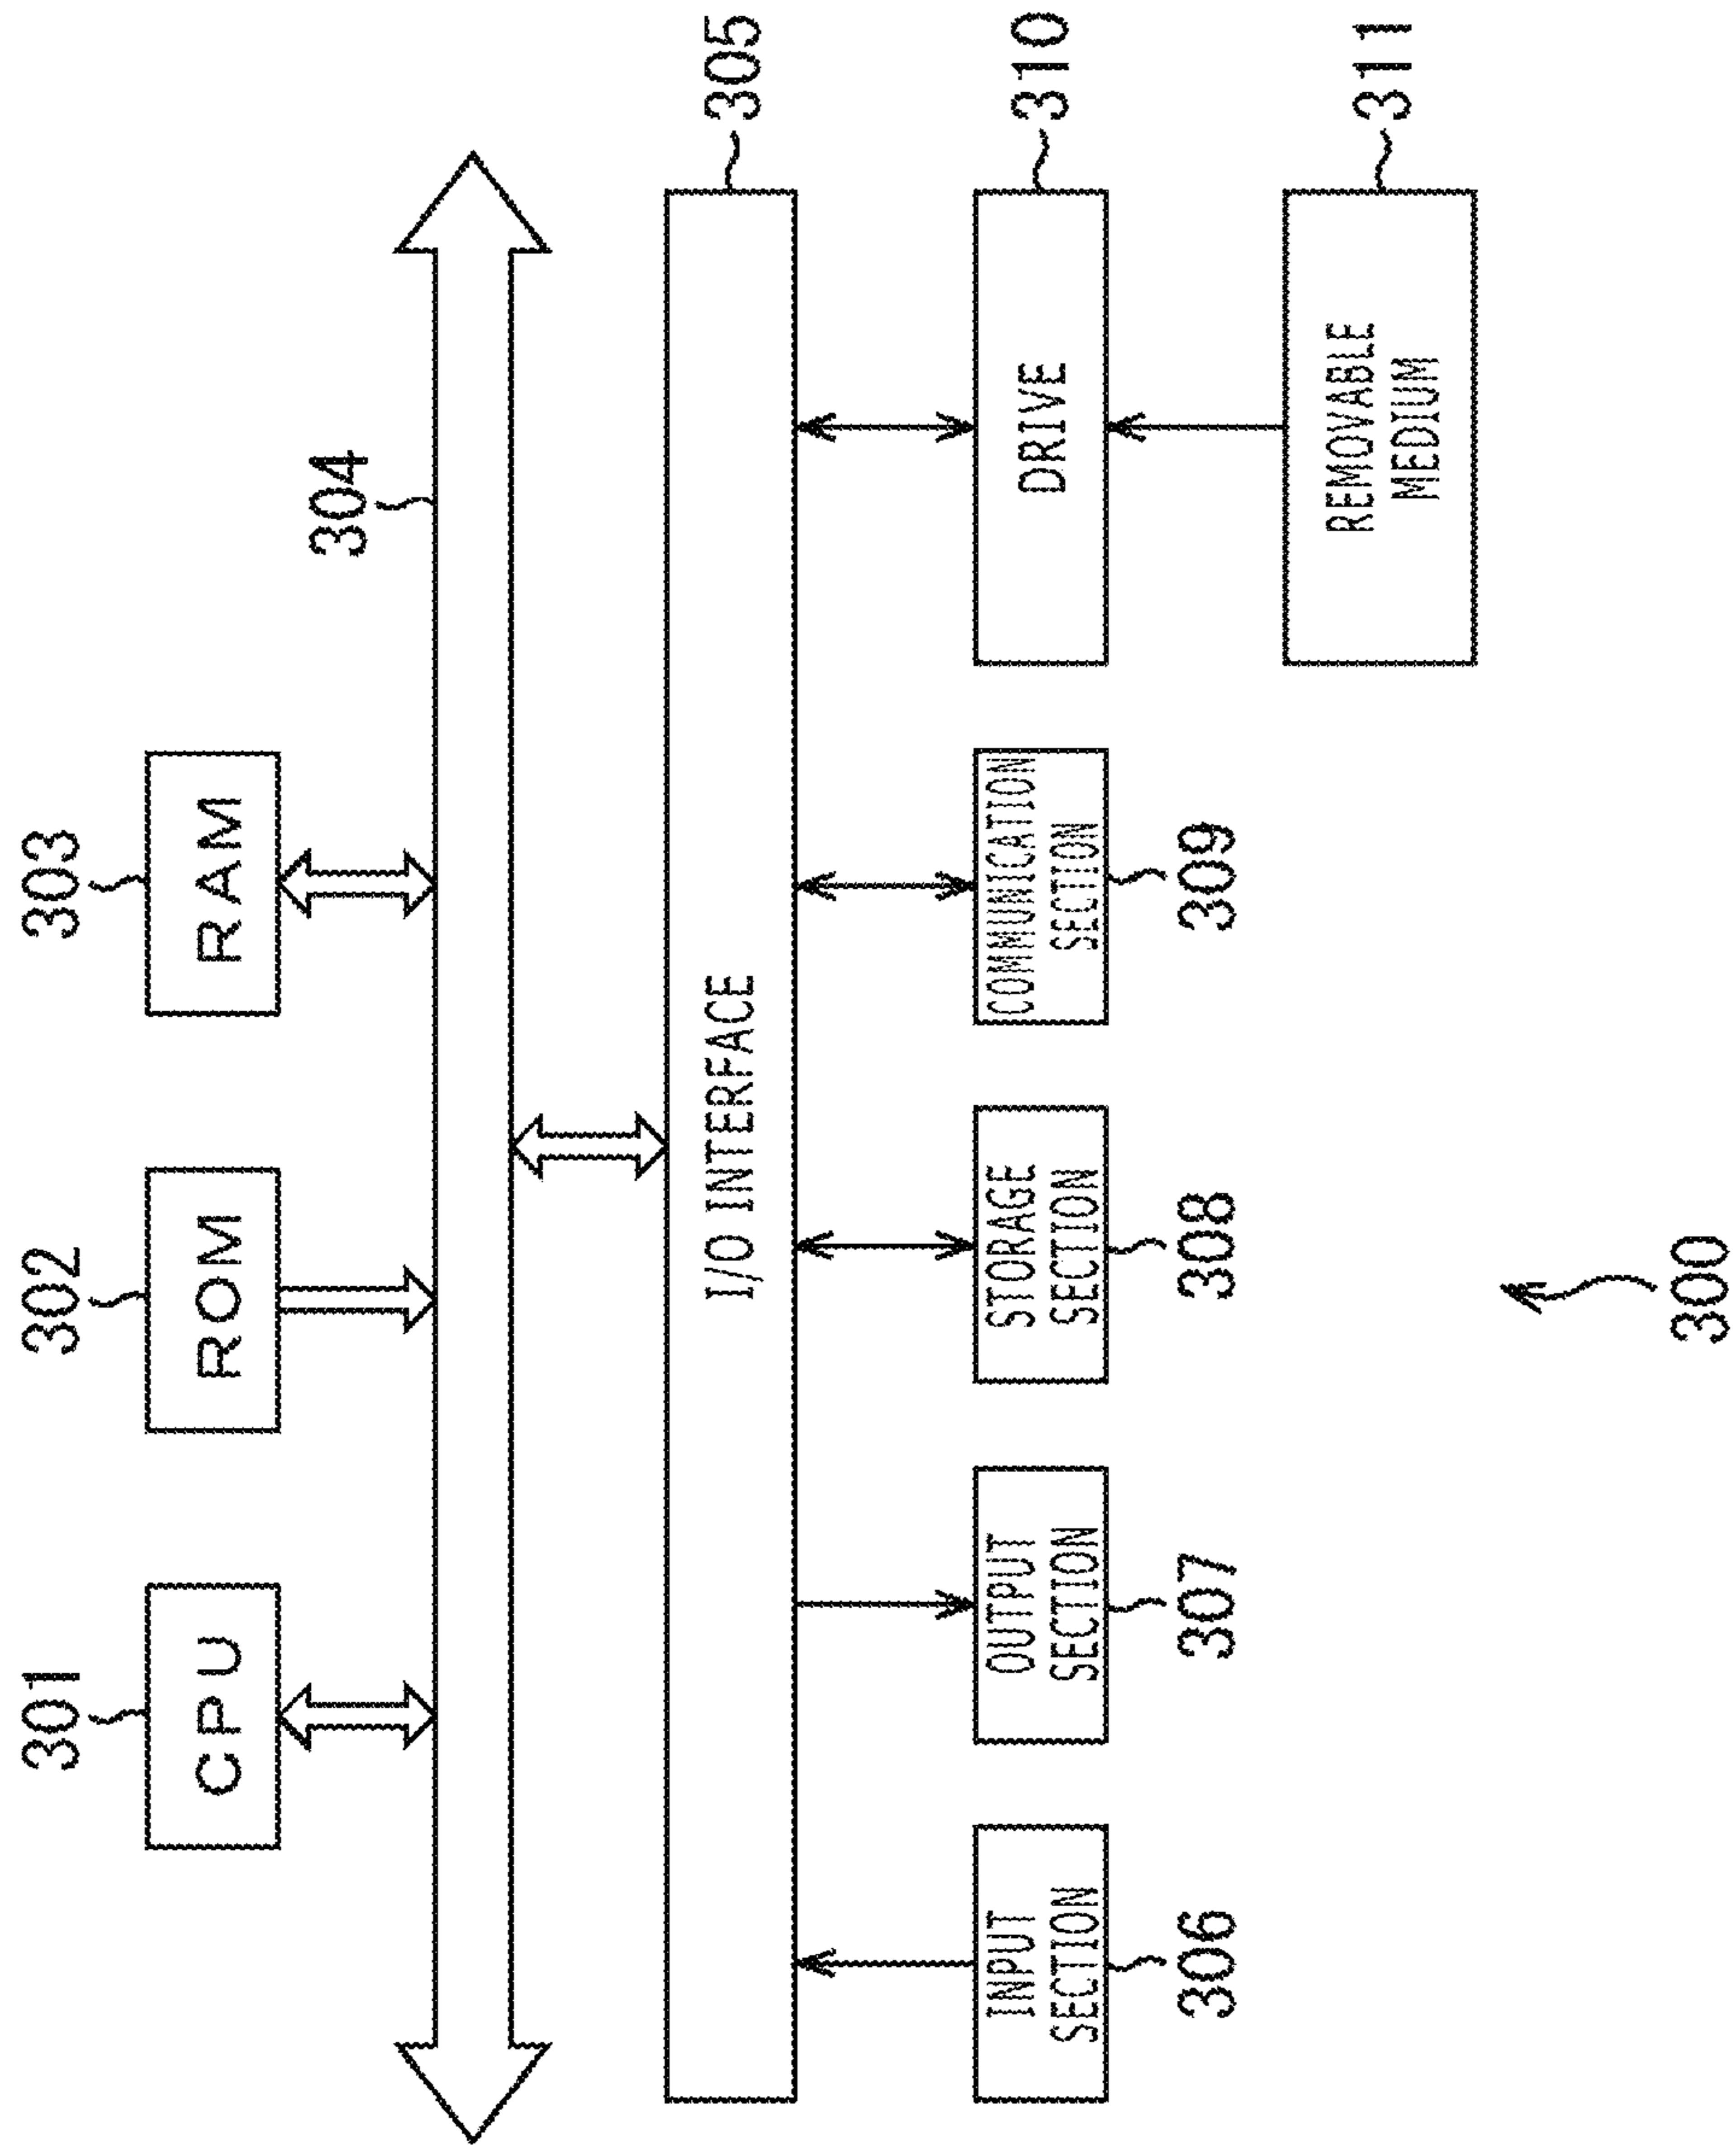 301
302
303
CPU
ROM
RAM
304
305
I/O INTERFACE
INPUT
SECTION
OUTPUT
SECTION
STORAGE
SECTION
COMMUNICATION
SECTION
DRIVE
310
306
307
308
309
REMOVABLE
MEDIUM
311
300